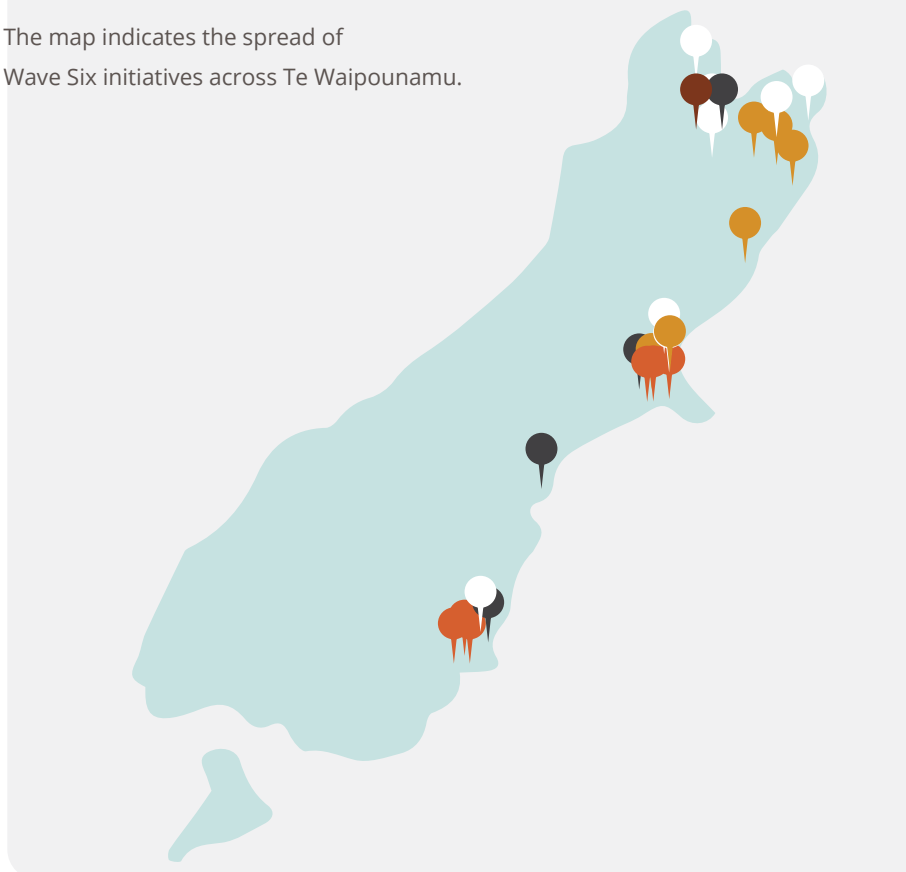 The map indicates the spread of
Wave Six initiatives across Te Waipounamu.